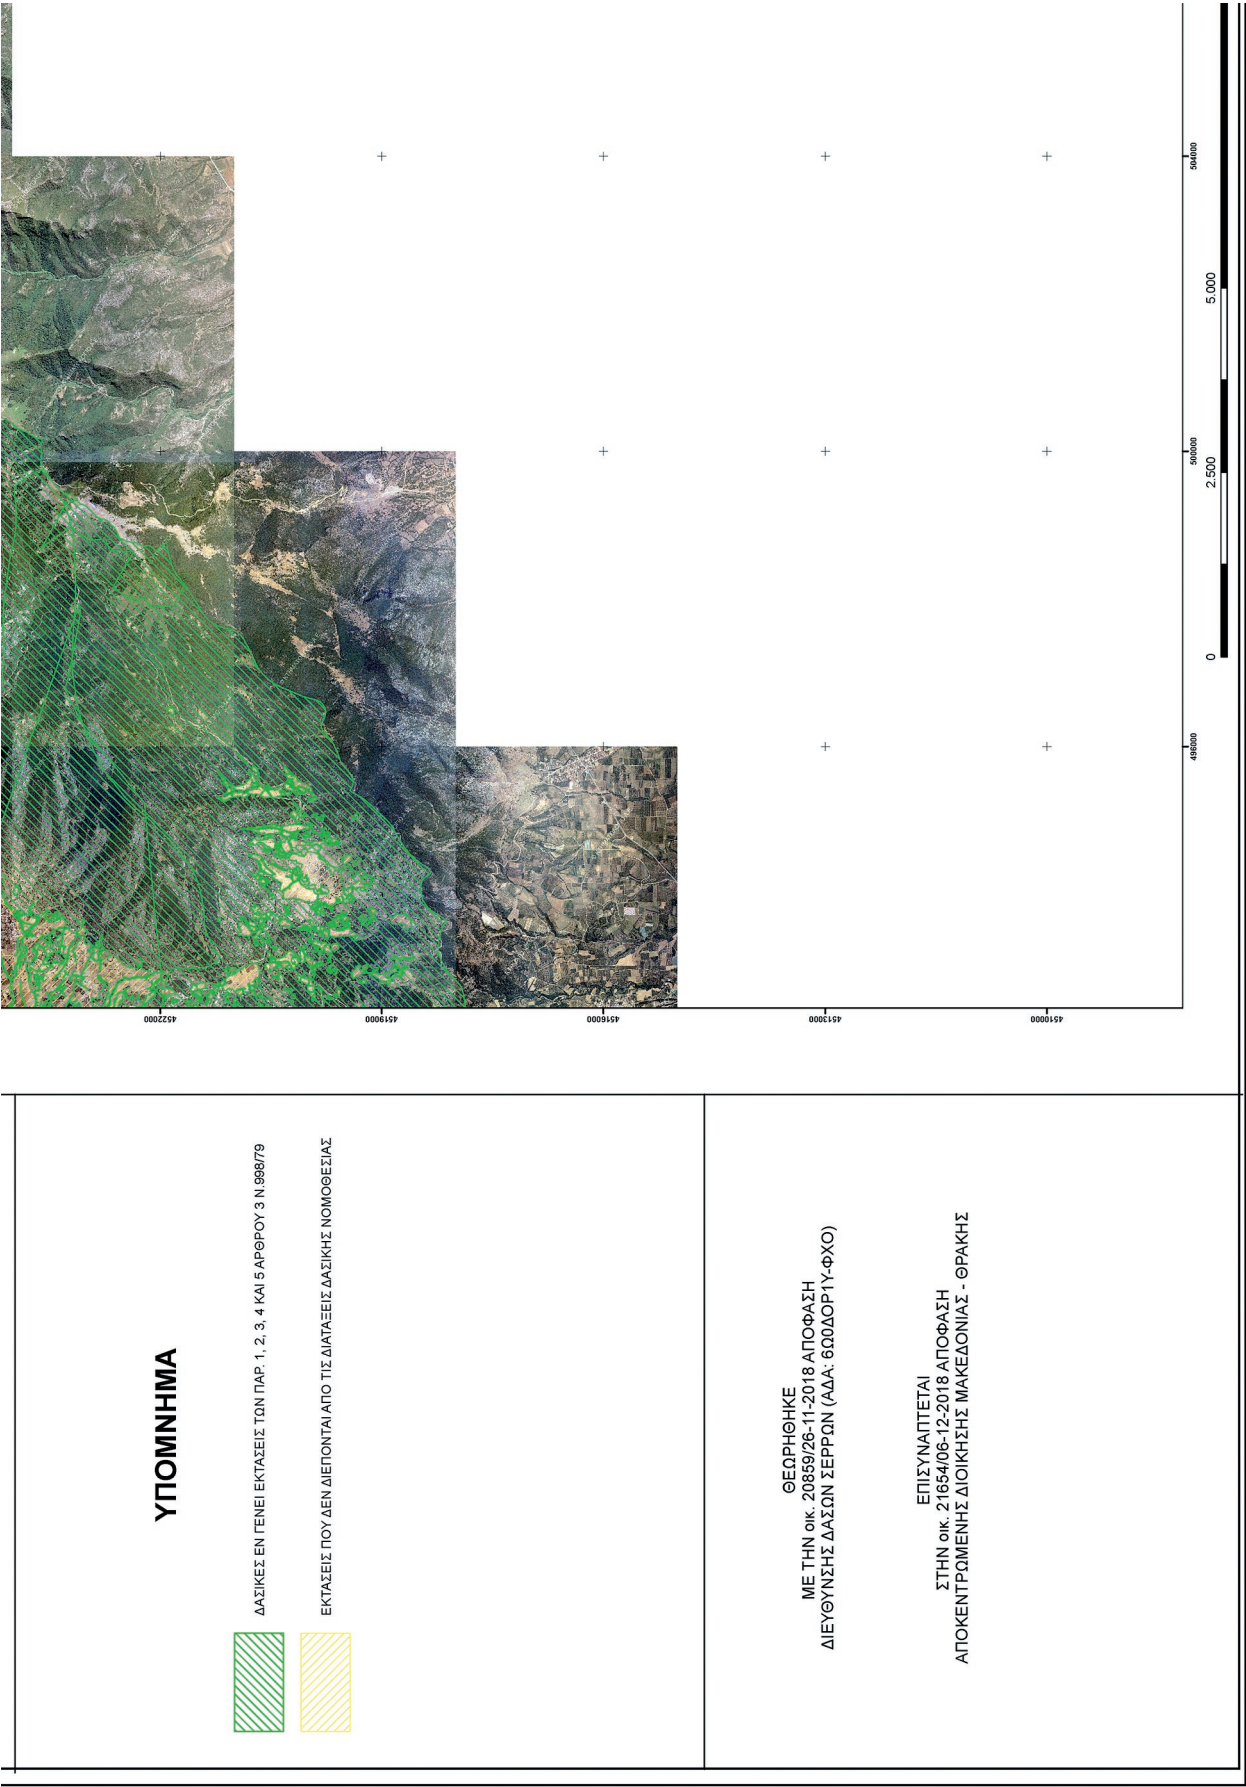 504000
500000
496000
4522000
4519000
4516000
4513000
4510000
0
2.500
5.000
ΥΠΟΜΝΗΜΑ
ΔΑΣΙΚΕΣ ΕΝ ΓΕΝΕΙ ΕΚΤΑΣΕΙΣ ΤΩΝ ΠΑΡ. 1, 2, 3, 4 ΚΑΙ 5 ΑΡΘΡΟΥ 3 Ν.998/79
ΕΚΤΑΣΕΙΣ ΠΟΥ ΔΕΝ ΔΙΕΠΟΝΤΑΙ ΑΠΟ ΤΙΣ ΔΙΑΤΑΞΕΙΣ ΔΑΣΙΚΗΣ ΝΟΜΟΘΕΣΙΑΣ
ΘΕΩΡΗΘΗΚΕ
ΜΕ ΤΗΝ οικ. 20859/26-11-2018 ΑΠΟΦΑΣΗ
ΔΙΕΥΘΥΝΣΗΣ ΔΑΣΩΝ ΣΕΡΡΩΝ (ΑΔΑ: 6Ω0ΔΟΡ1Υ-ΦΧΟ)
ΕΠΙΣΥΝΑΠΤΕΤΑΙ
ΣΤΗΝ οικ. 21654/06-12-2018 ΑΠΟΦΑΣΗ
ΑΠΟΚΕΝΤΡΩΜΕΝΗΣ ΔΙΟΙΚΗΣΗΣ ΜΑΚΕΔΟΝΙΑΣ - ΘΡΑΚΗΣ